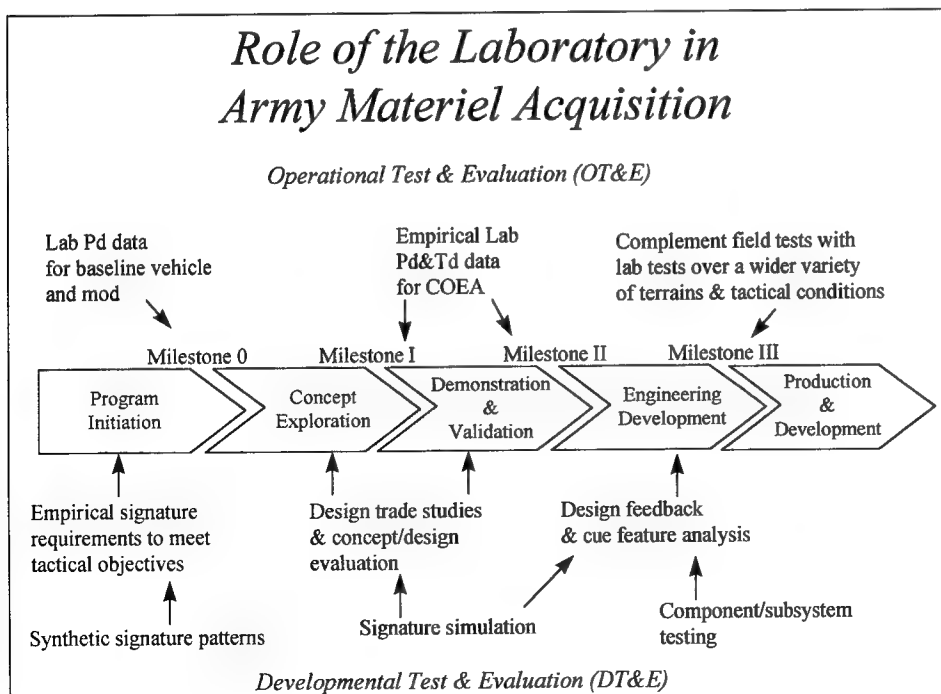 Role of the Laboratory in
Army Materiel Acquisition
Operational Test & Evaluation (OT&E)
Lab Pd data
for baseline vehicle
and mod
Empirical Lab
Pd&Td data
for COEA
Complement field tests with
lab tests over a wider variety
of terrains & tactical conditions
Milestone 0
Milestone I
Milestone II
Milestone III
Program
Initiation
Concept
Exploration
Demonstration
&
Validation
Engineering
Development
Production
&
Development
Empirical signature
requirements to meet
tactical objectives
Design trade studies
& concept/design
evaluation
Design feedback
& cue feature analysis
Synthetic signature patterns
Signature simulation
Component/subsystem
testing
Developmental Test & Evaluation (DT&E)